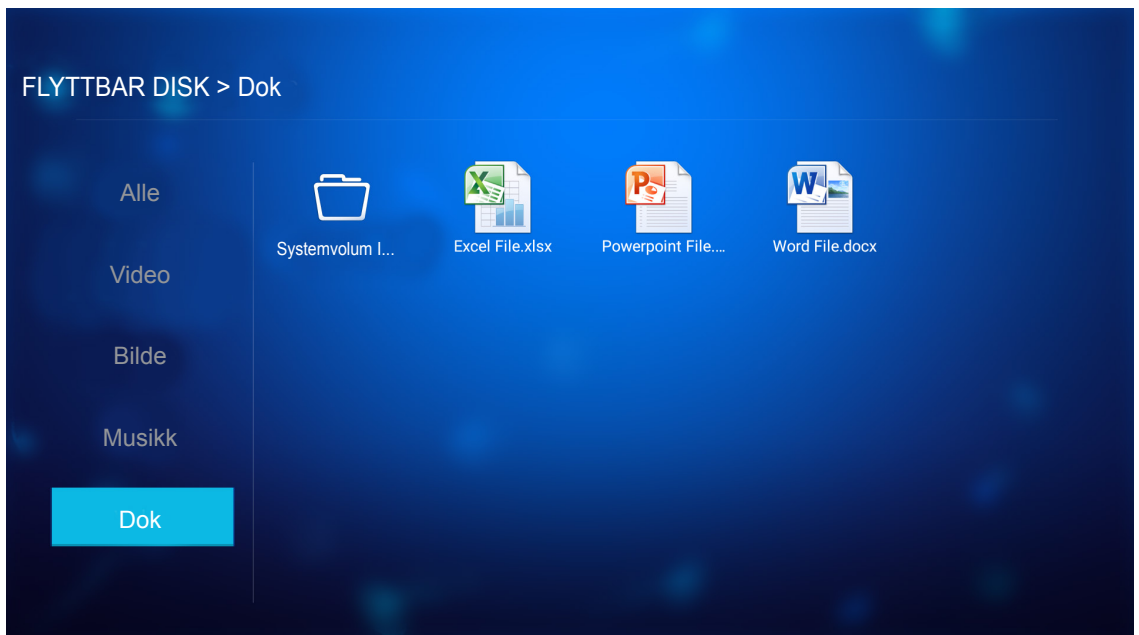 FLYTTBAR DISK > Dok
Alle
Video
Bilde
Musikk
Dok
Systemvolum I...
Excel File.xlsx
Powerpoint File....
Word File.docx